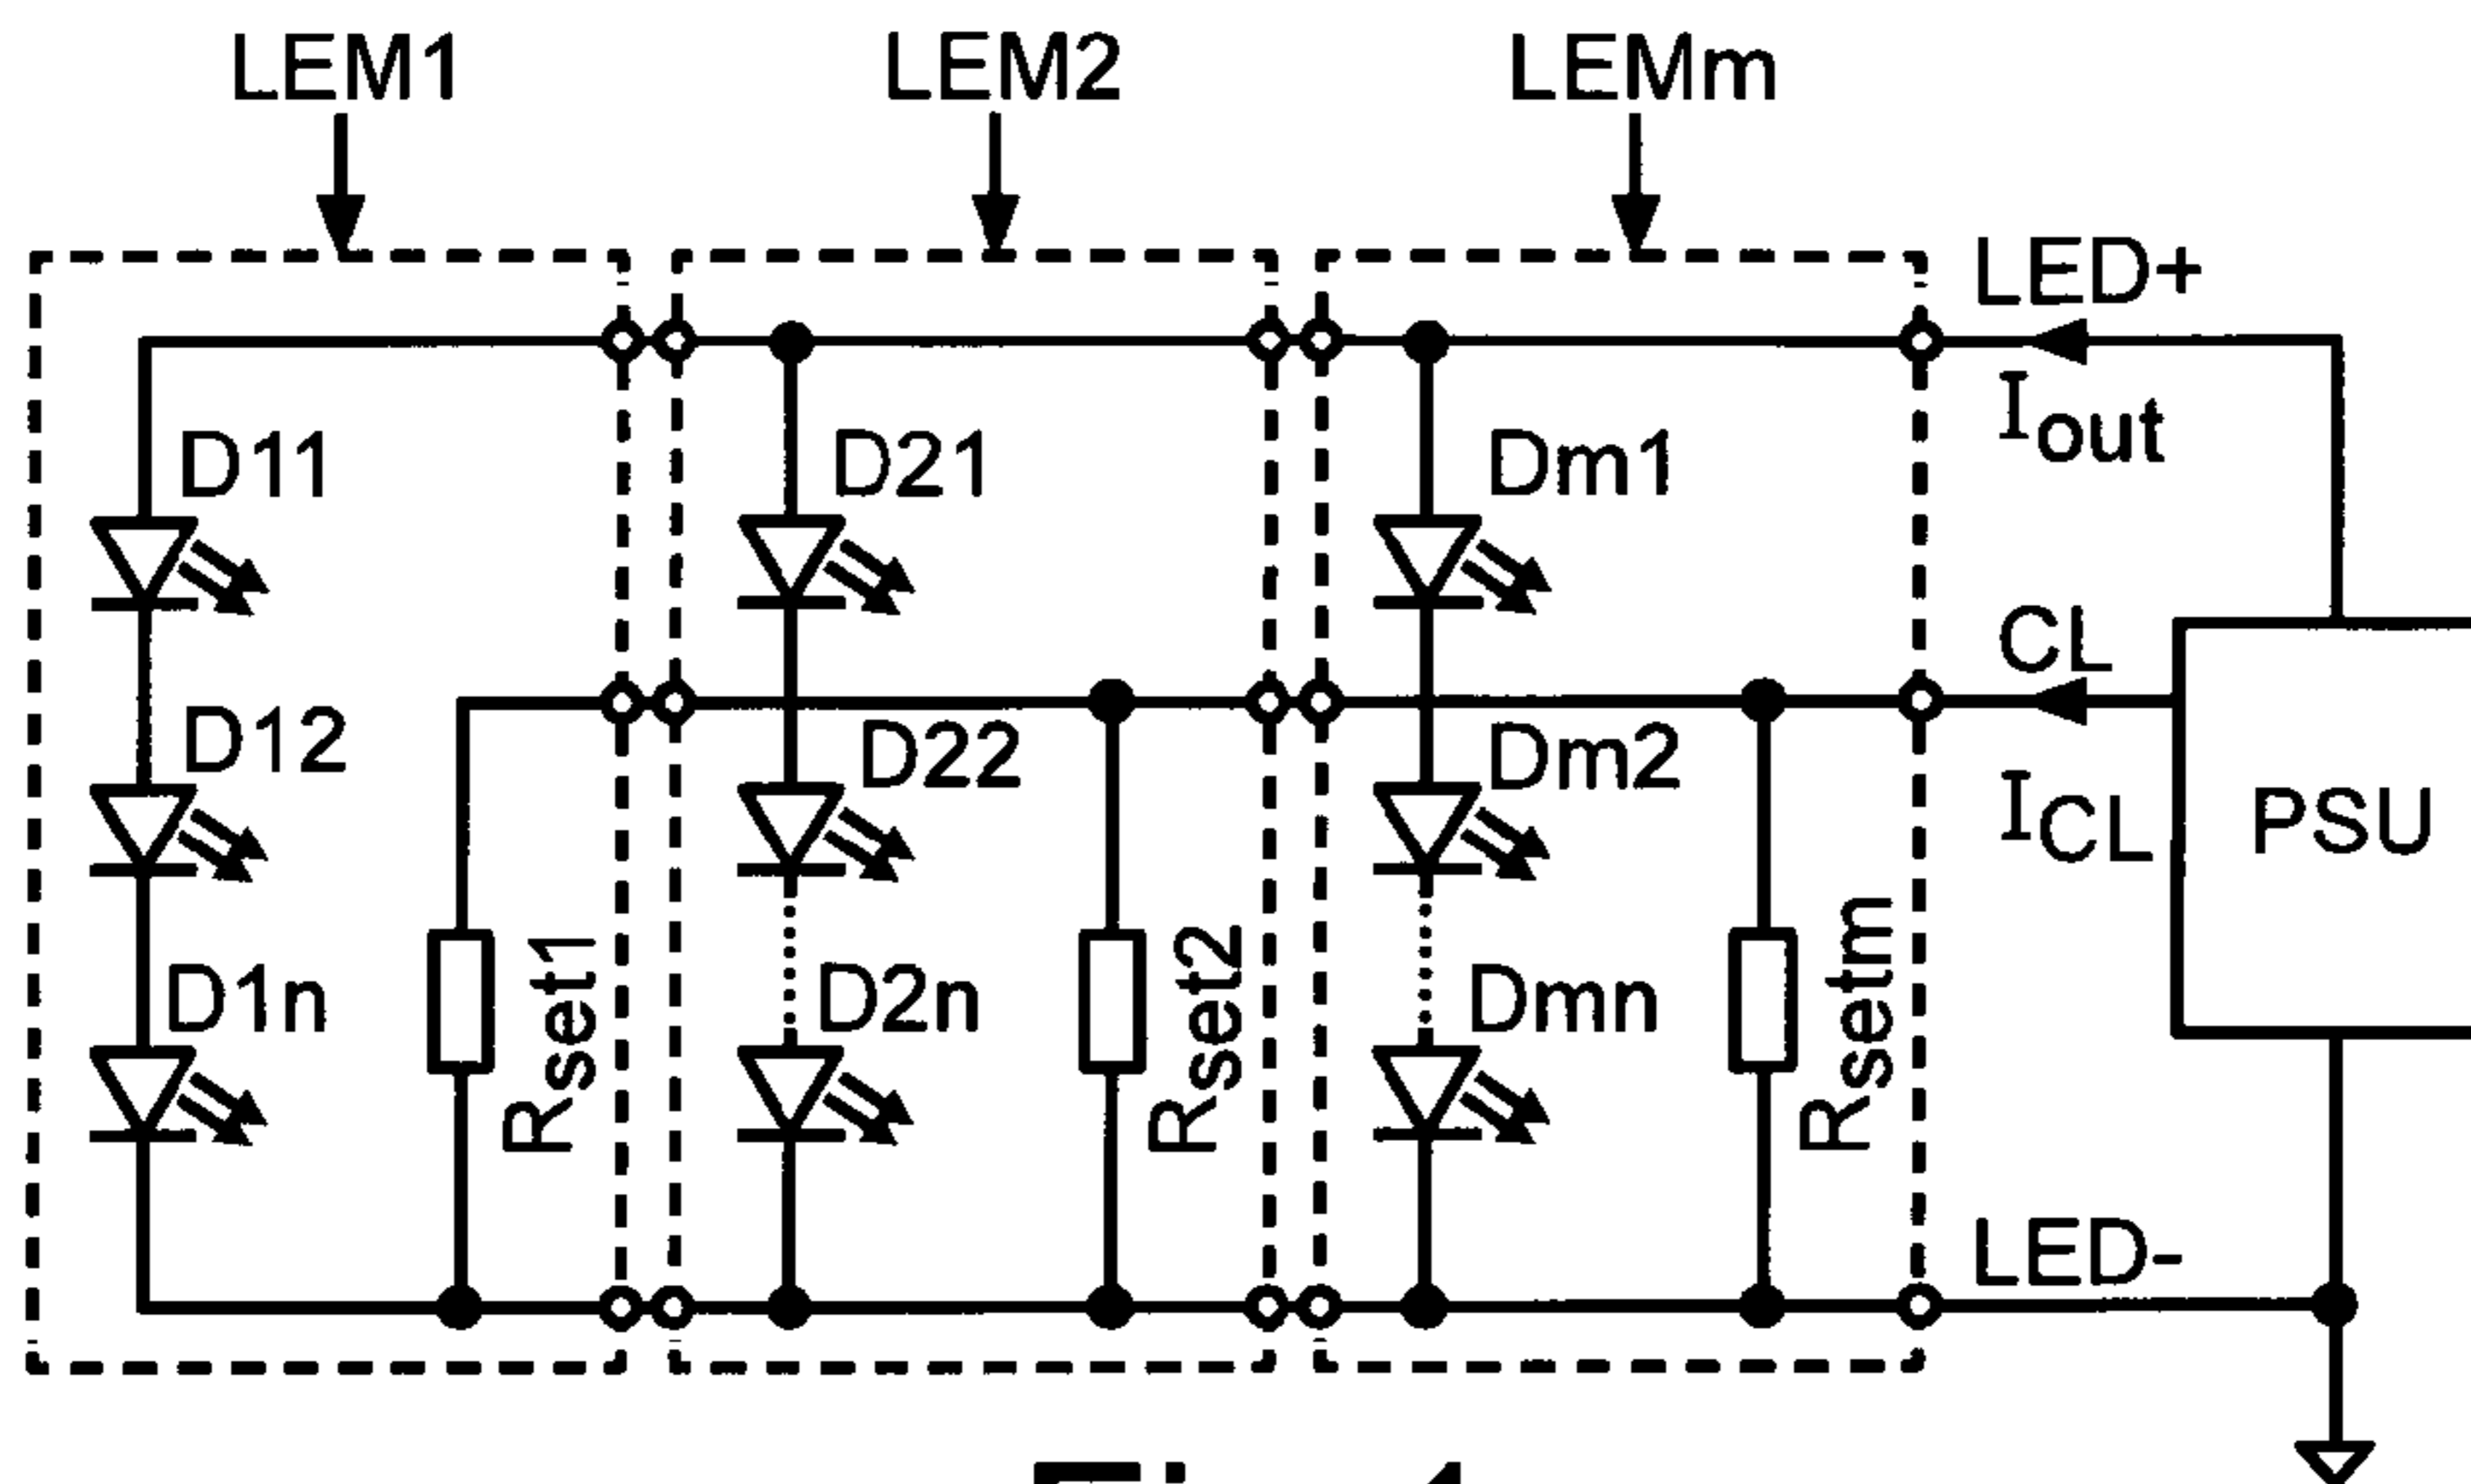 LEM1
LEM2
LEMm
LED+
Iout
D11
D21
Dm1
CL
D12
D22
Dm2
ICL
PSU
D1n
Rset1
D2n
Rset2
Dmn
Rsetm
LED-